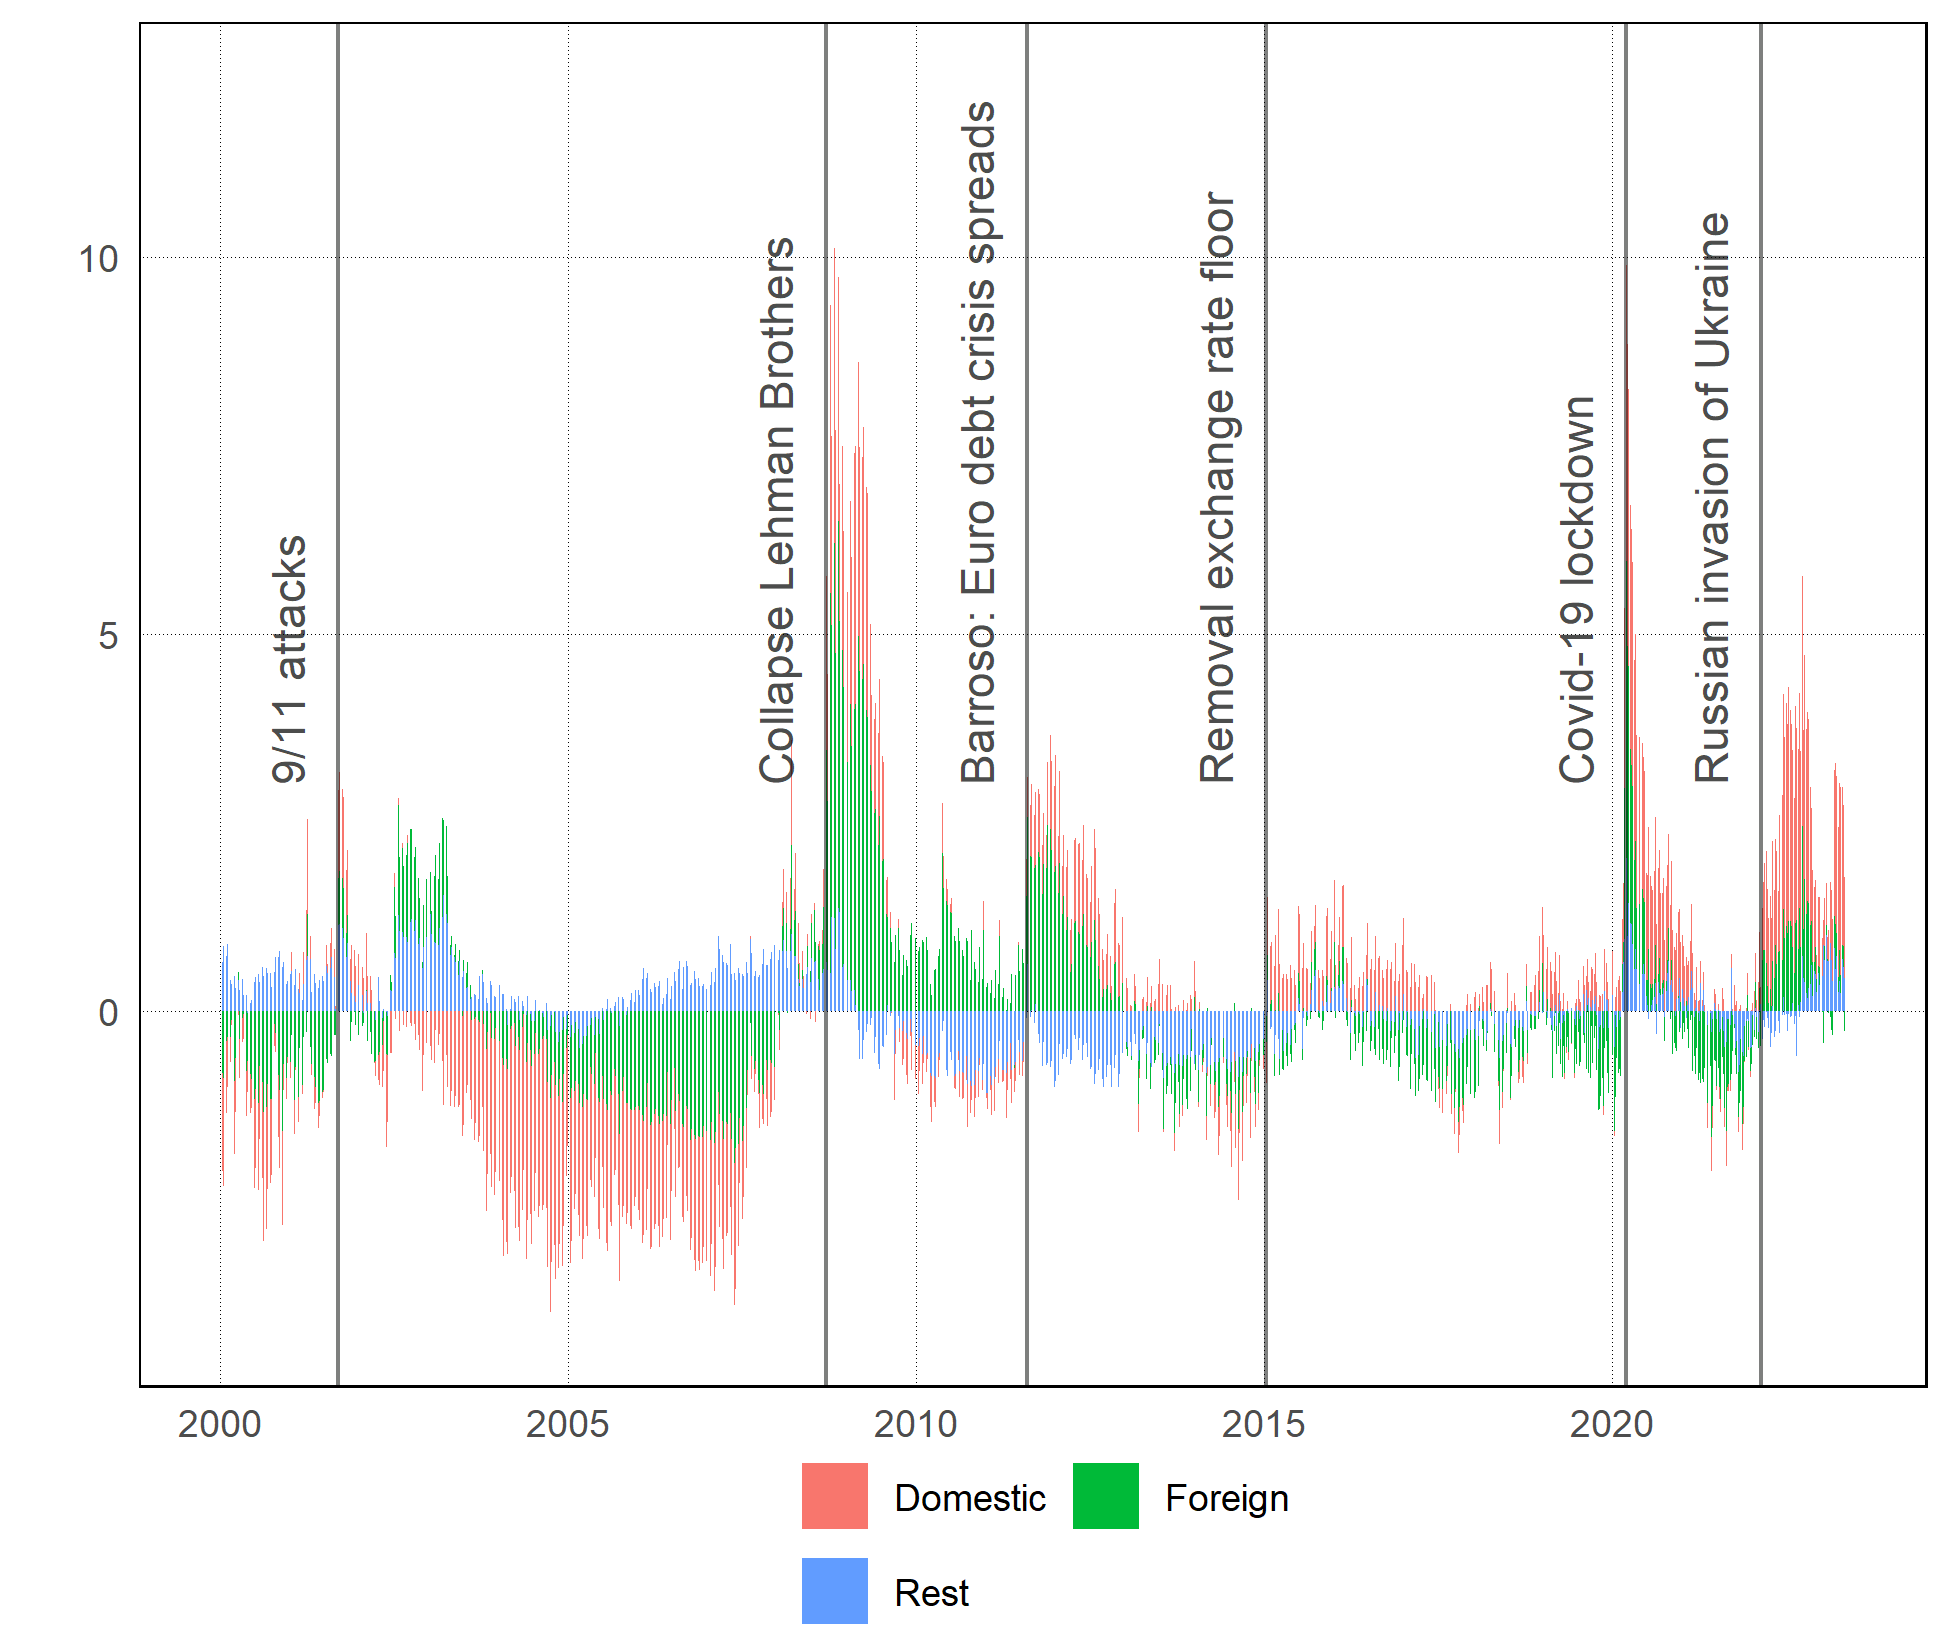 9/11 attacks
Collapse Lehman Brothers
Barroso: Euro debt crisis spreads
Removal exchange rate floor
Covid-19 lockdown
Russian invasion of Ukraine
10
5
0
2000 2005 2010 2015 2020
Domestic Foreign
Rest